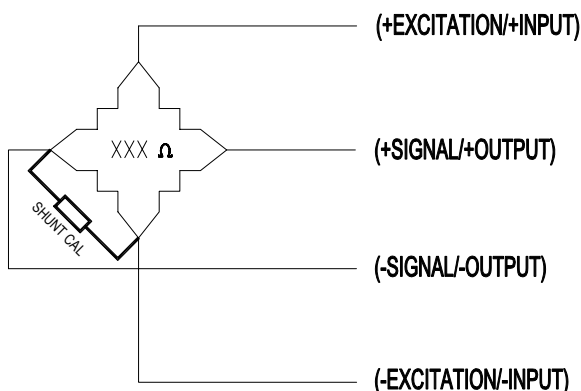 (+EXCITATION/+INPUT)
XXX Ω
(+SIGNAL/+OUTPUT)
SHUNT CAL
(-SIGNAL/-OUTPUT)
(-EXCITATION/-INPUT)